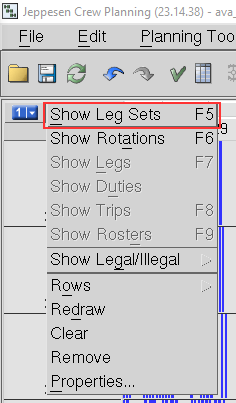 Jeppesen Crew Planning (23.14.38) - ava_
File Edit Planning Too
1
Show Leg Sets F5
9
Show Rotations F6
Show Legs F7
Show Duties
Show Trips F8
Show Rosters F9
Show Legal/Illegal
Rows
Redraw
Clear
Remove
Properties...